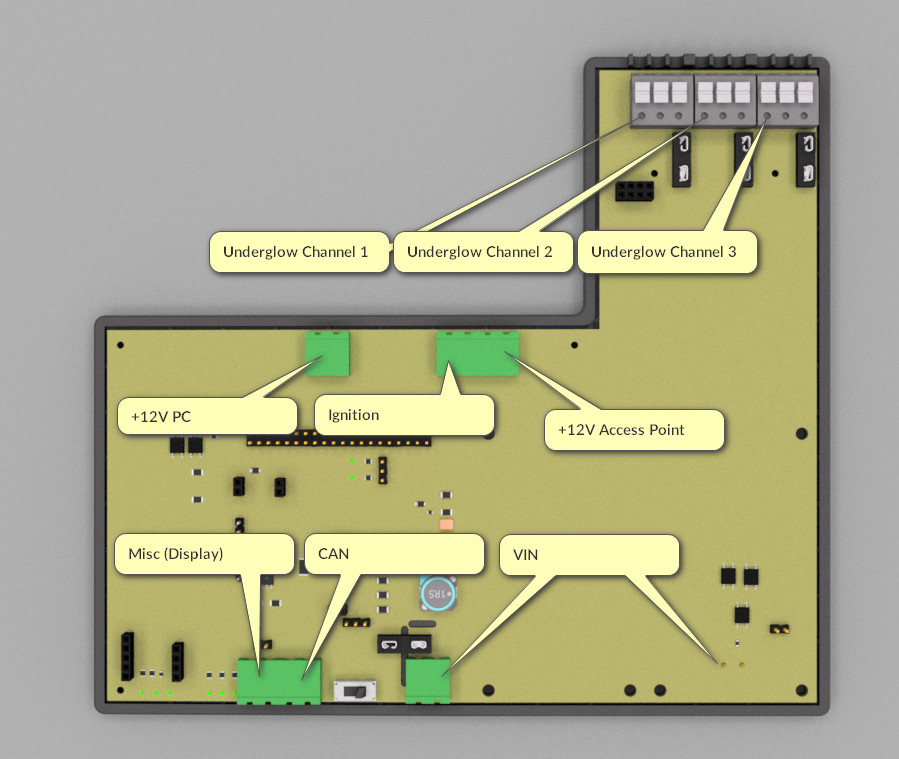 Underglow Channel 1
Underglow Channel 2
Underglow Channel 3
+12V PC
Ignition
+12V Access Point
Misc (Display)
CAN
VIN
1R5